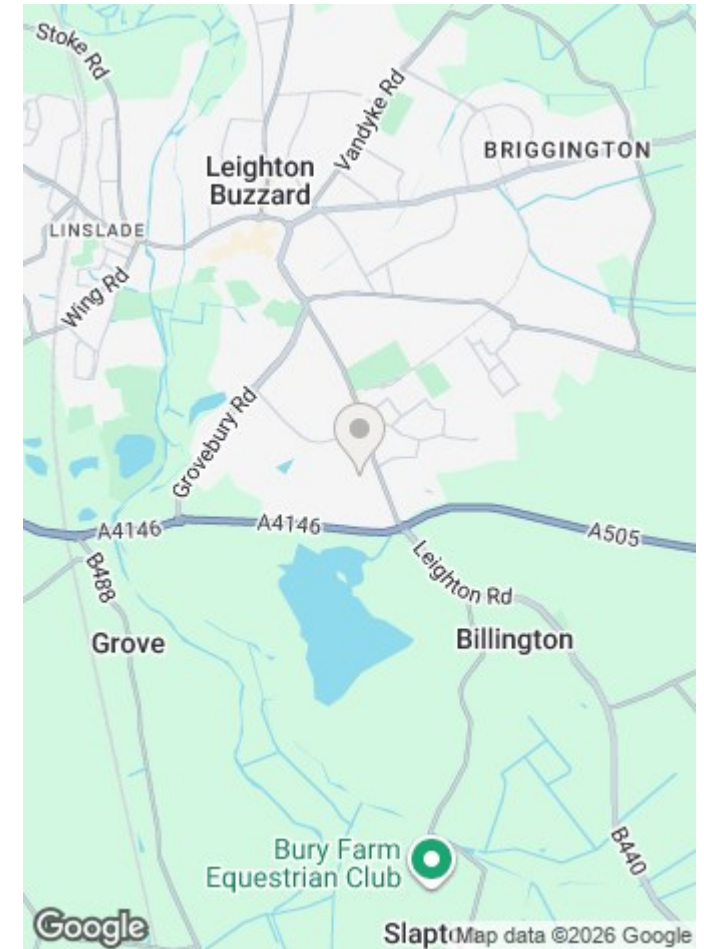 Stoke Rd
Vandyke Rd
BRIGGINGTON
Leighton
Buzzard
LINSLADE
Wing Rd
Grovebury Rd
A4146
A4146
A505
B488
Leighton Rd
Grove
Billington
Bury Farm
Equestrian Club
B440
Google
Slapt
Map data ©2026 Google